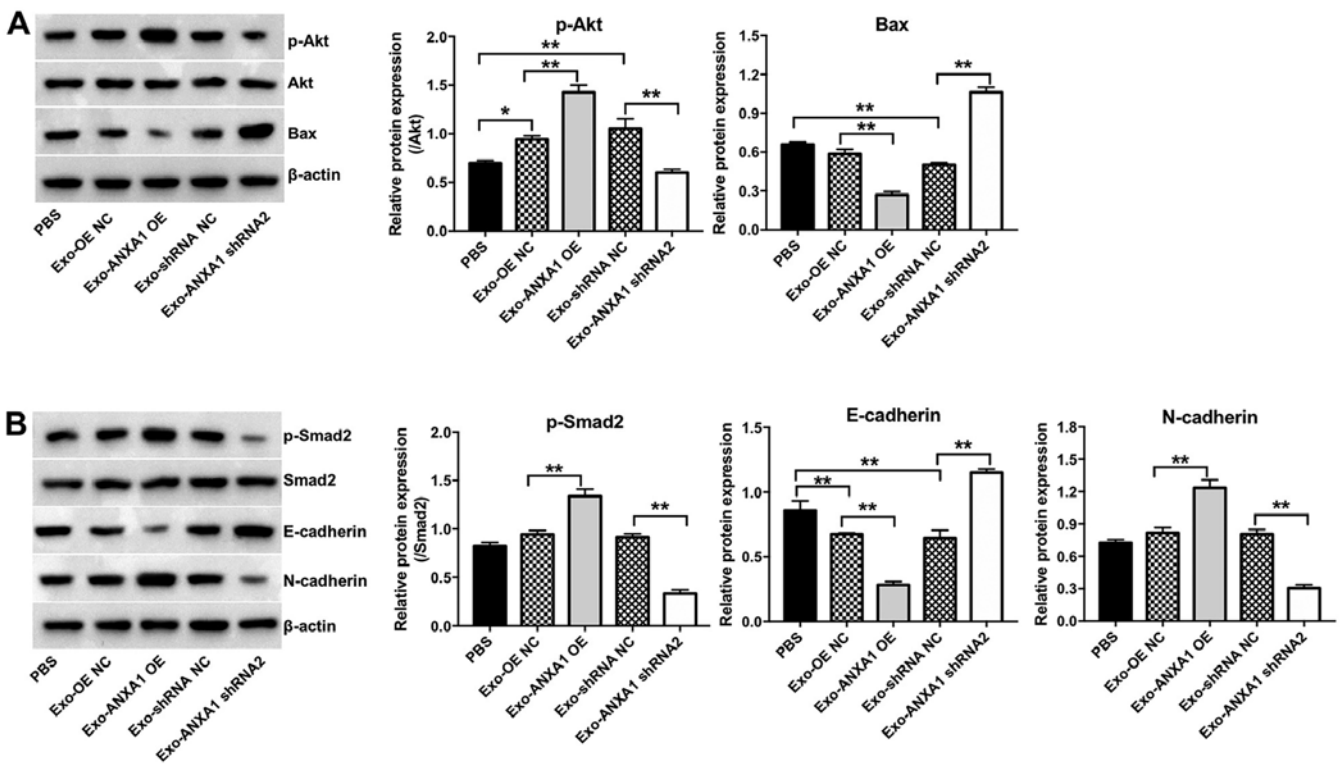 A
p-Akt
Akt
Bax
β-actin
PBS
Exo-OE NC
Exo-ANXA1 OE
Exo-shRNA NC
Exo-ANXA1 shRNA2
p-Akt
Relative protein expression
(/Akt)
2.0
1.5
1.0
0.5
0.0
*
**
**
**
PBS
Exo-OE NC
Exo-ANXA1 OE
Exo-shRNA NC
Exo-ANXA1 shRNA2
Bax
Relative protein expression
1.5
1.2
0.9
0.6
0.3
0.0
**
**
**
PBS
Exo-OE NC
Exo-ANXA1 OE
Exo-shRNA NC
Exo-ANXA1 shRNA2
B
p-Smad2
Smad2
E-cadherin
N-cadherin
β-actin
PBS
Exo-OE NC
Exo-ANXA1 OE
Exo-shRNA NC
Exo-ANXA1 shRNA2
p-Smad2
Relative protein expression
(/Smad2)
2.0
1.5
1.0
0.5
0.0
**
**
PBS
Exo-OE NC
Exo-ANXA1 OE
Exo-shRNA NC
Exo-ANXA1 shRNA2
E-cadherin
Relative protein expression
1.5
1.0
0.5
0.0
**
**
**
**
PBS
Exo-OE NC
Exo-ANXA1 OE
Exo-shRNA NC
Exo-ANXA1 shRNA2
N-cadherin
Relative protein expression
1.8
1.5
1.2
0.9
0.6
0.3
0.0
**
**
PBS
Exo-OE NC
Exo-ANXA1 OE
Exo-shRNA NC
Exo-ANXA1 shRNA2